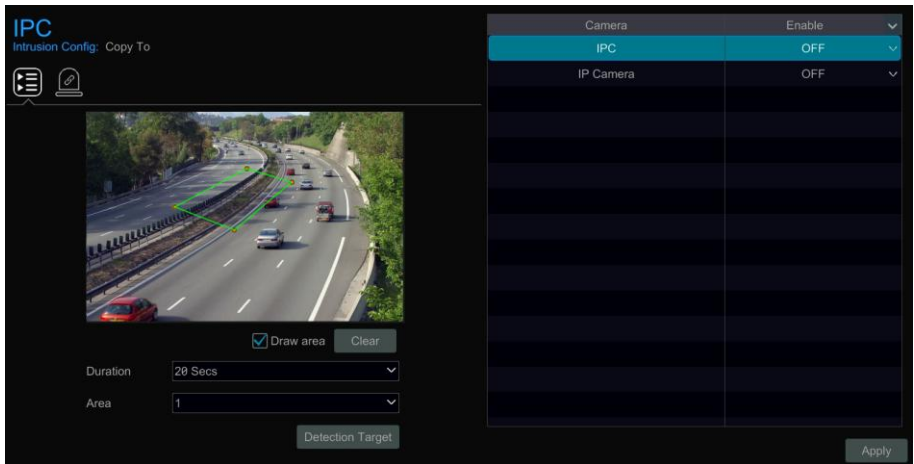 IPC
Intrusion Config: Copy To
Draw area
Clear
Duration
20 Secs
Area
1
Detection Target
Camera
Enable
IPC
OFF
IP Camera
OFF
Apply